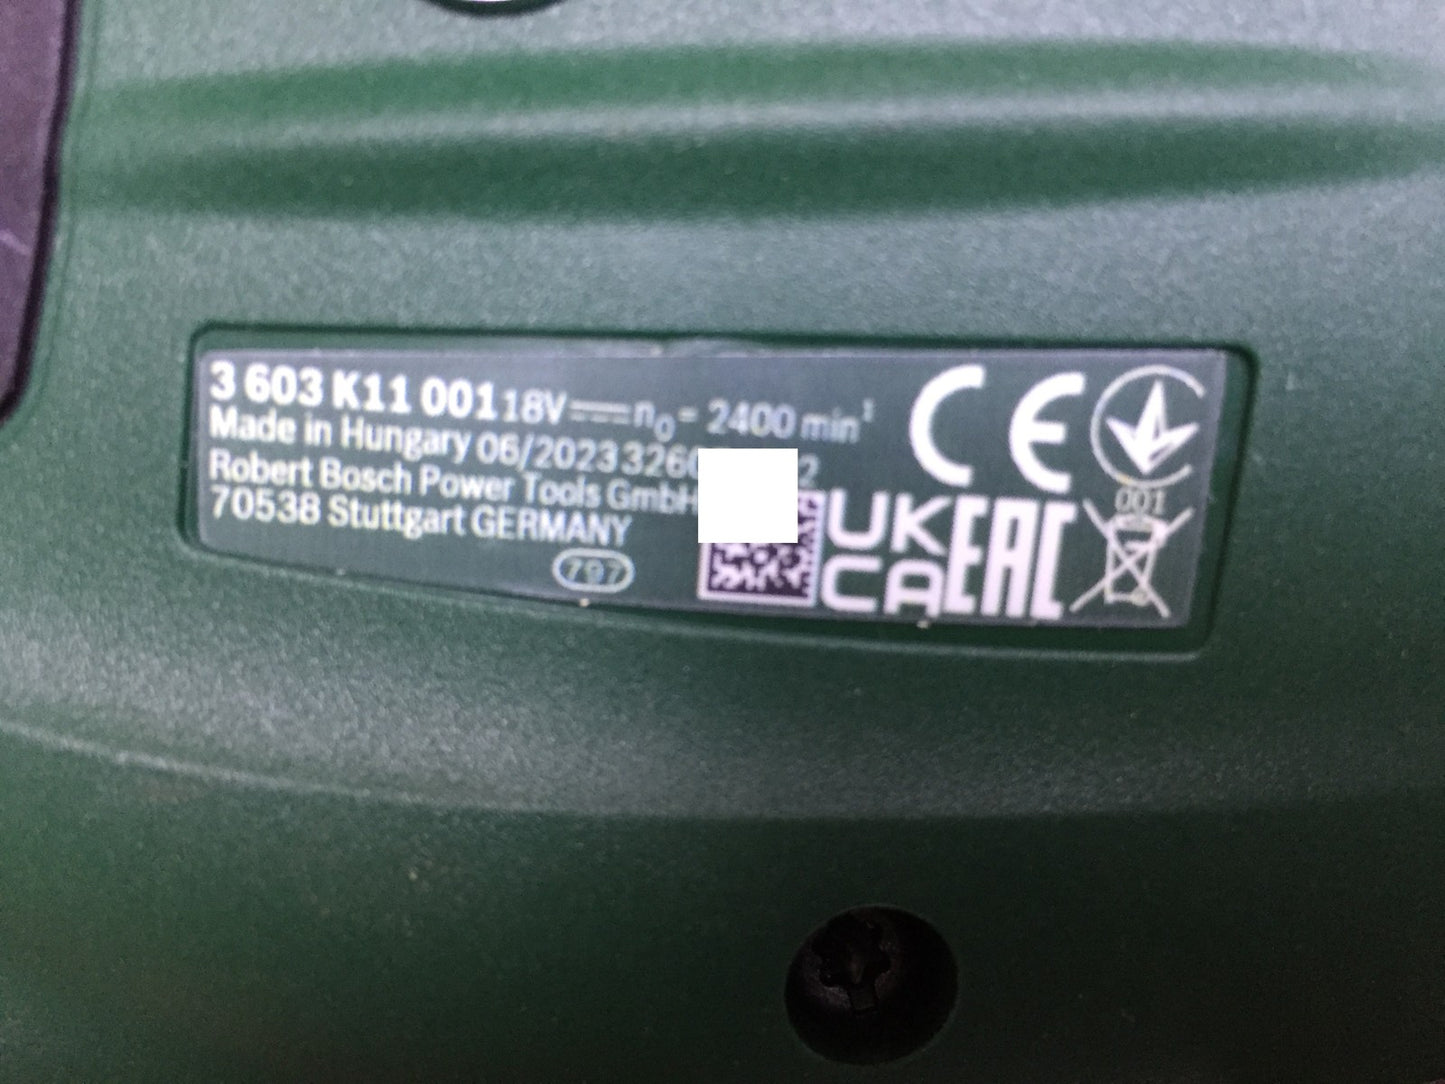 3 603 K11 001 18V n₀= 2400 min⁻¹
Made in Hungary 06/2023
Robert Bosch Power Tools GmbH
70538 Stuttgart GERMANY
797
CE
001
UK
CA
EAC